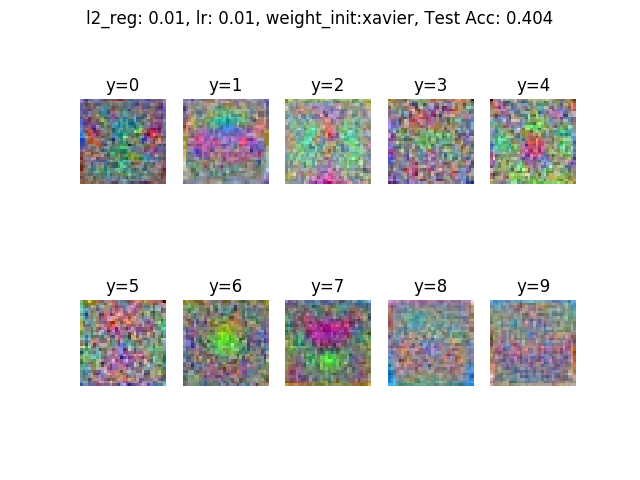 l2_reg: 0.01, lr: 0.01, weight_init:xavier, Test Acc: 0.404
y=0 y=1 y=2 y=3 y=4
y=5 y=6 y=7 y=8 y=9